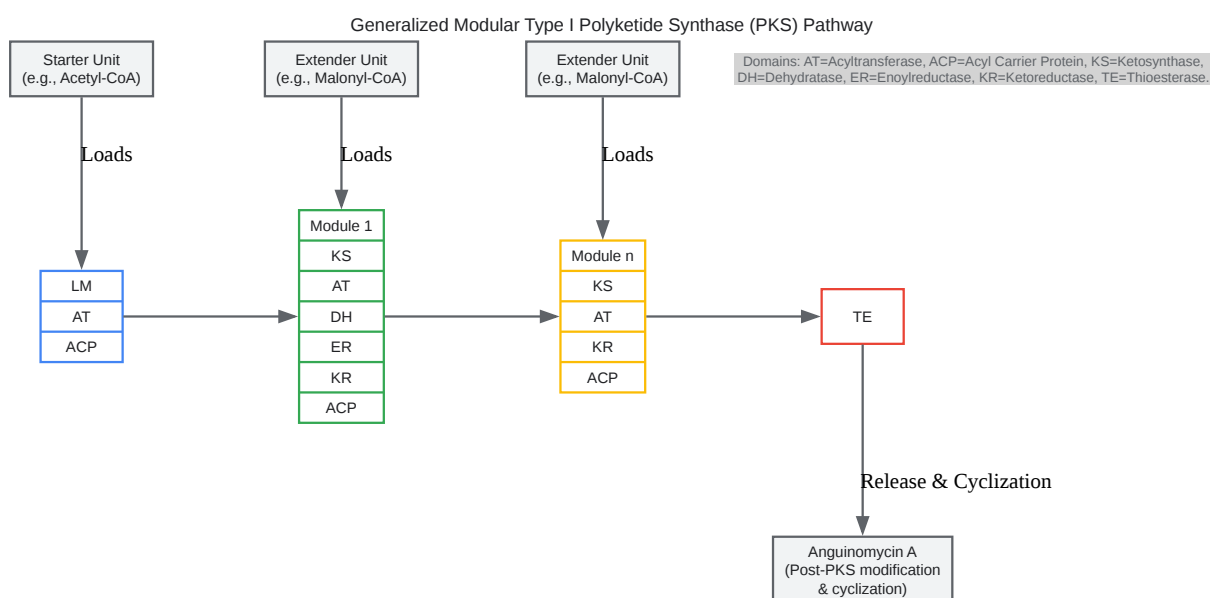 Generalized Modular Type I Polyketide Synthase (PKS) Pathway
Starter Unit
(e.g., Acetyl-CoA)
Extender Unit
(e.g., Malonyl-CoA)
Extender Unit
(e.g., Malonyl-CoA)
Domains: AT=Acyltransferase, ACP=Acyl Carrier Protein, KS=Ketosynthase,
DH=Dehydratase, ER=Enoylreductase, KR=Ketoreductase, TE=Thioesterase.
Loads
Loads
Loads
LM
AT
ACP
Module 1
KS
AT
DH
ER
KR
ACP
Module n
KS
AT
KR
ACP
TE
Release & Cyclization
Anguinomycin A
(Post-PKS modification
& cyclization)